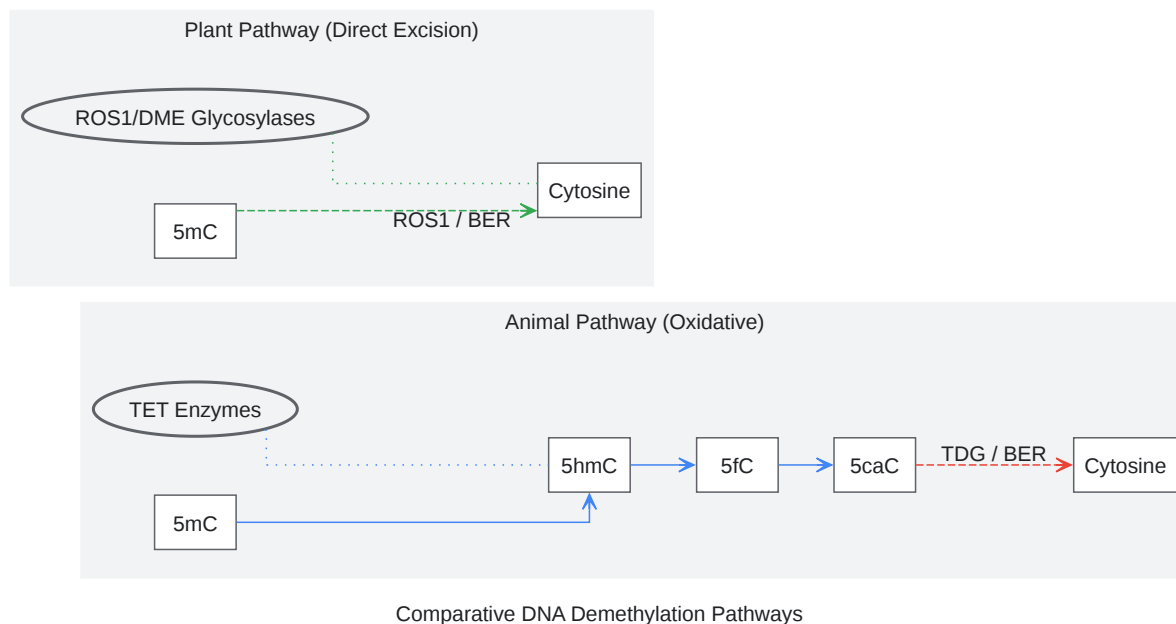 Plant Pathway (Direct Excision)
ROS1/DME Glycosylases
Cytosine
ROS1 / BER
5mC
Animal Pathway (Oxidative)
TET Enzymes
5hmC
5fC
5caC
TDG / BER
Cytosine
5mC
Comparative DNA Demethylation Pathways